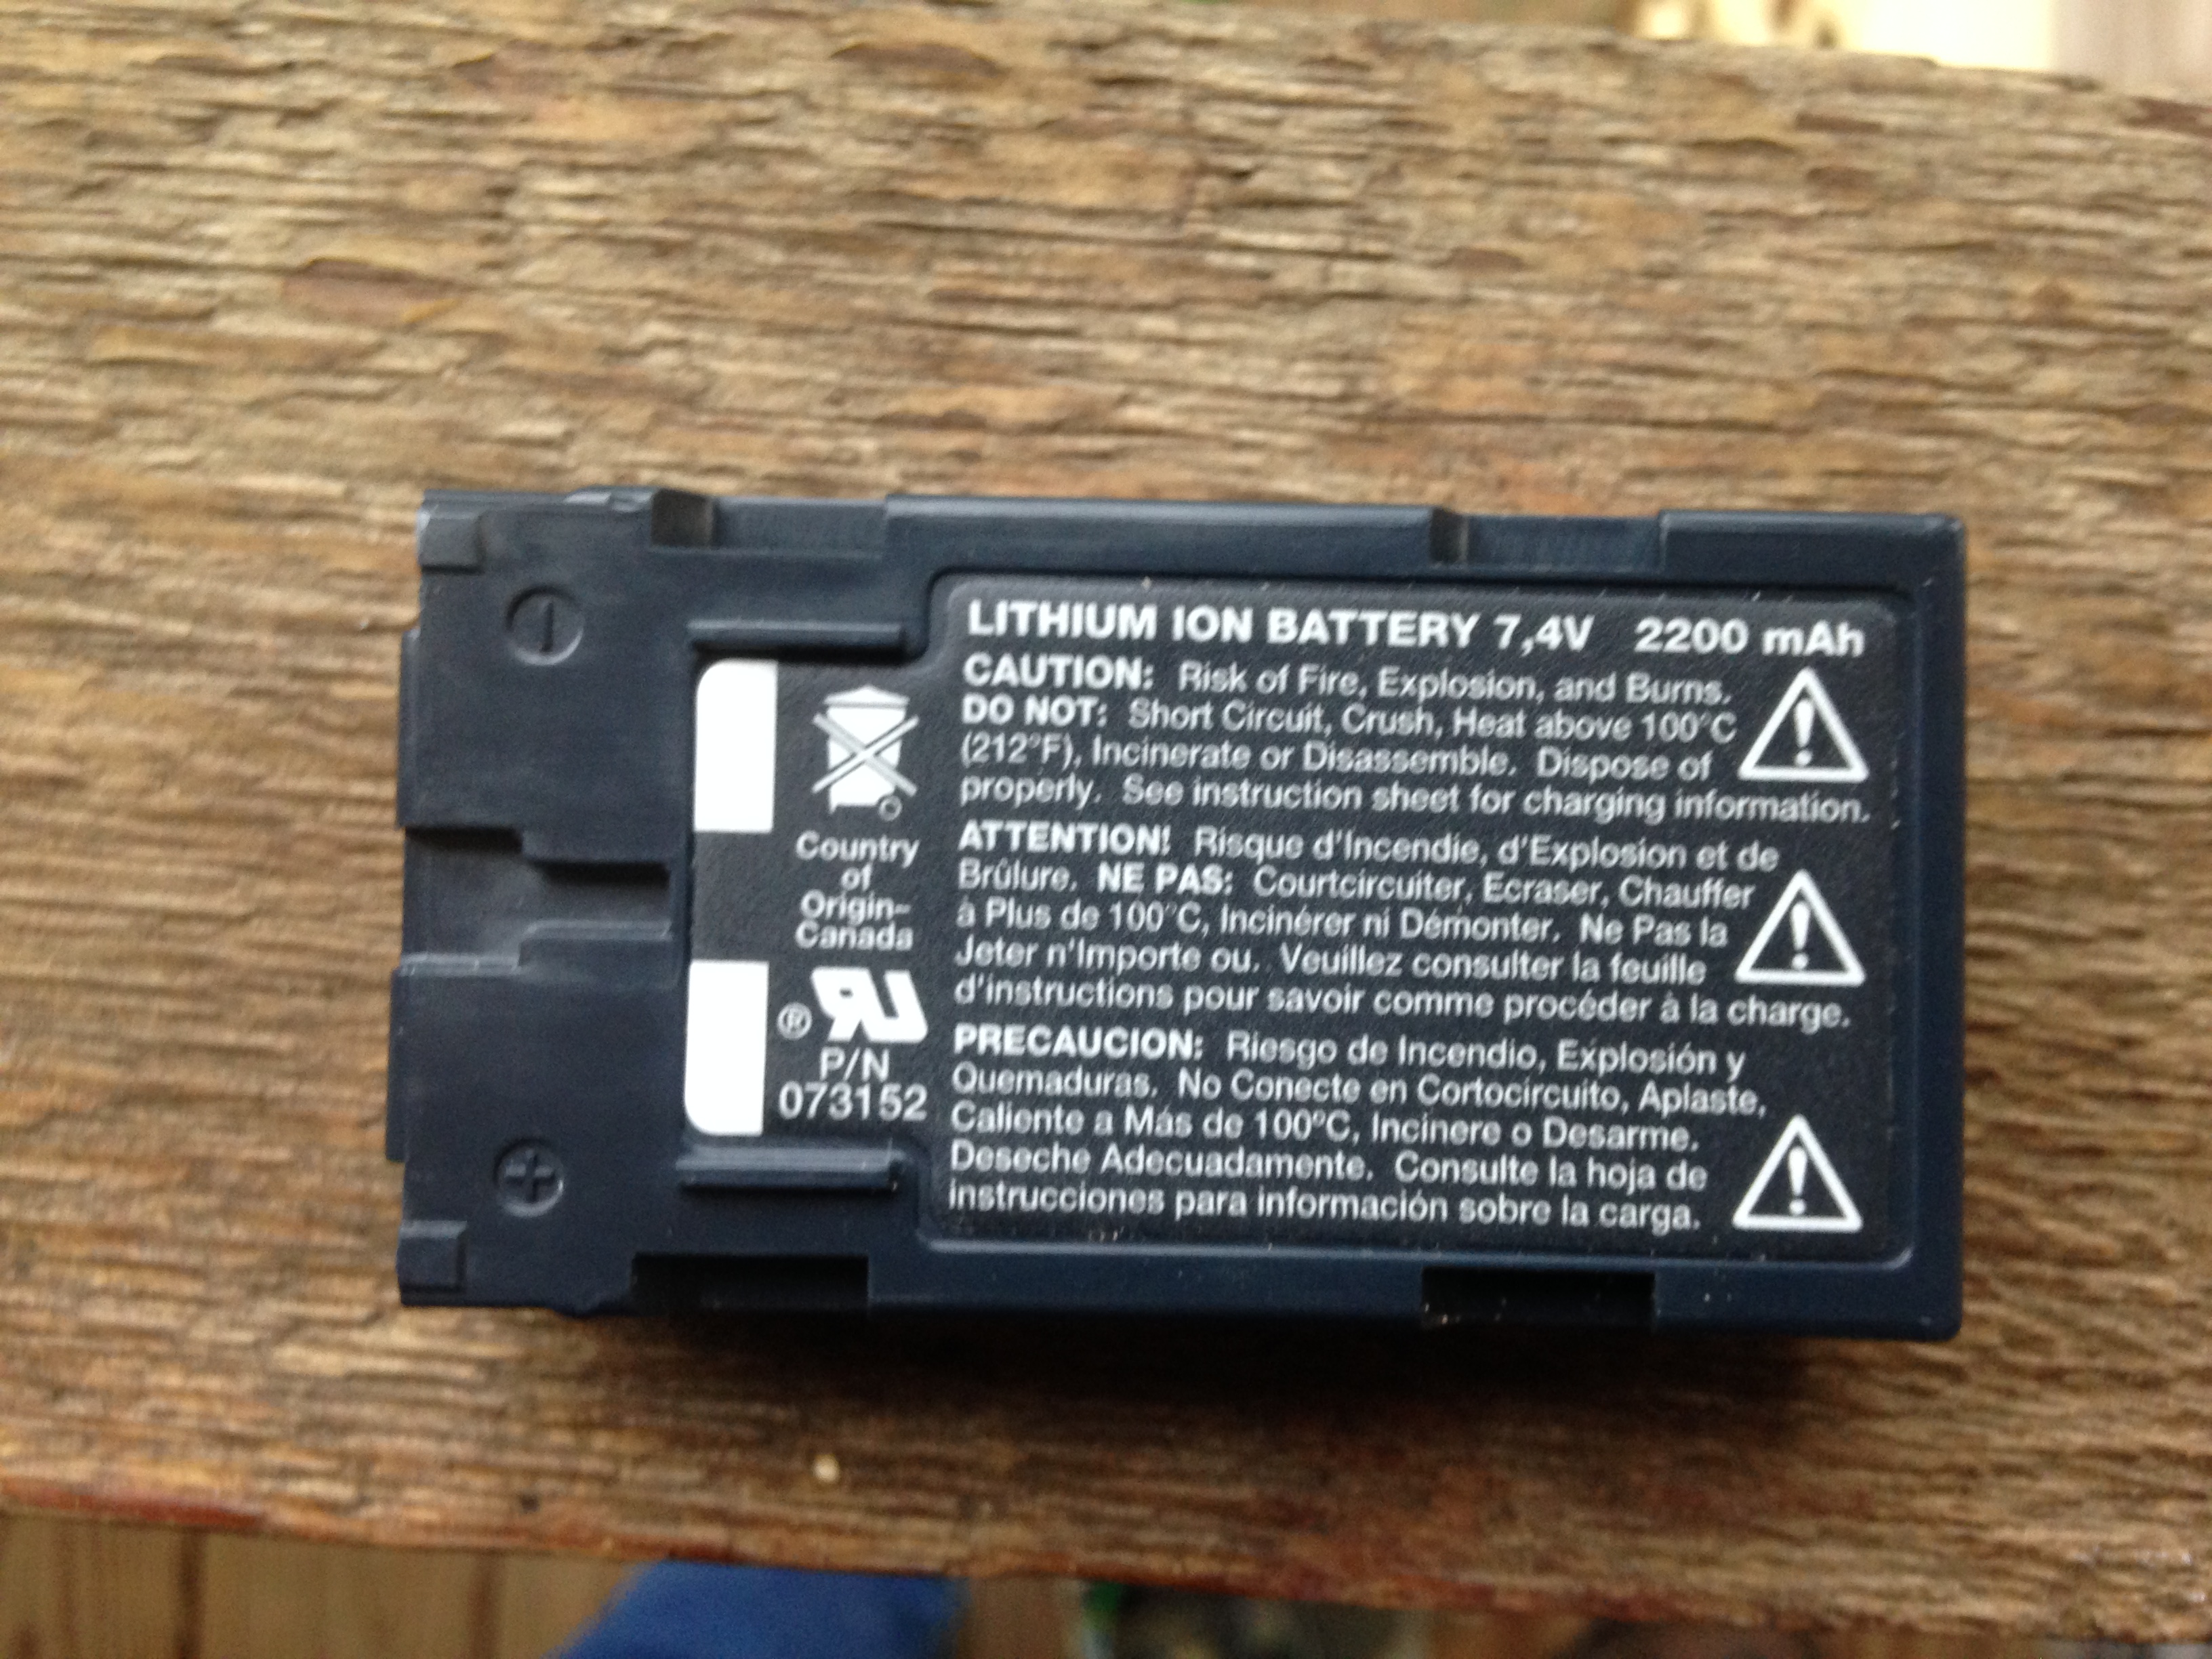 LITHIUM ION BATTERY 7,4V 2200 mAh
CAUTION: Risk of Fire, Explosion, and Burns.
DO NOT: Short Circuit, Crush, Heat above 100°C
(212°F), Incinerate or Disassemble. Dispose of
properly. See instruction sheet for charging information.
ATTENTION! Risque d'Incendie, d'Explosion et de
Brûlure. NE PAS: Courtcircuiter, Ecraser, Chauffer
à Plus de 100°C, Incinérer ni Démonter. Ne Pas la
Jeter n'Importe ou. Veuillez consulter la feuille
d'instructions pour savoir comme procéder à la charge.
PRECAUCION: Riesgo de Incendio, Explosión y
Quemaduras. No Conecte en Cortocircuito, Aplaste,
Caliente a Más de 100°C, Incinere o Desarme.
Deseche Adecuadamente. Consulte la hoja de
instrucciones para información sobre la carga.
Country
of
Origin-
Canada
® RU
P/N
073152